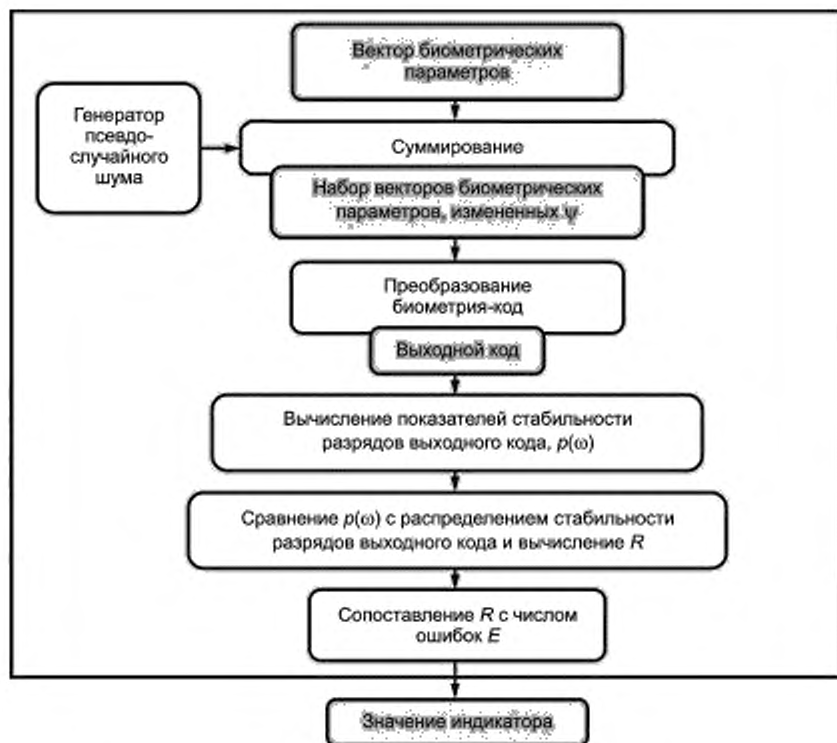 Вектор биометрических
параметров
Генератор
псевдо-
случайного
шума
Суммирование
Набор векторов биометрических
параметров, измененных ψ
Преобразование
биометрия-код
Выходной код
Вычисление показателей стабильности
разрядов выходного кода, p(ω)
Сравнение p(ω) с распределением стабильности
разрядов выходного кода и вычисление R
Сопоставление R с числом
ошибок E
Значение индикатора